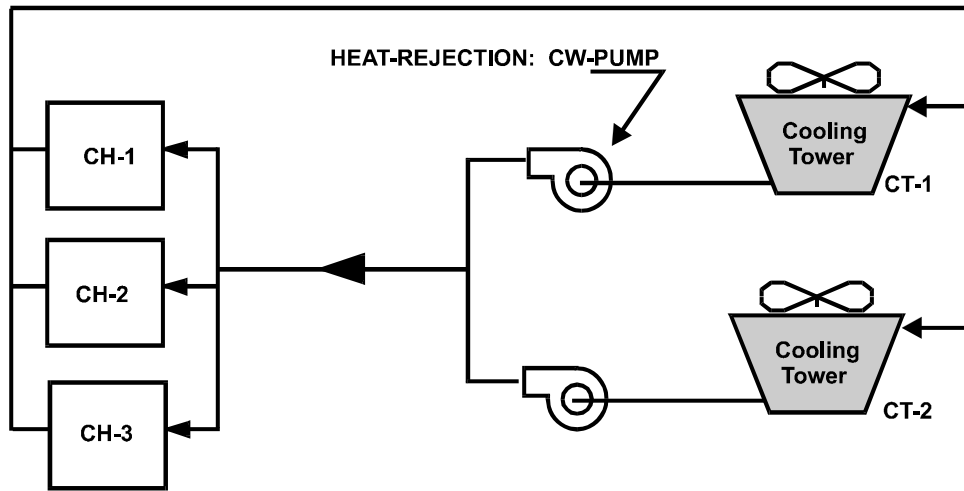 HEAT-REJECTION: CW-PUMP
CH-1
Cooling
Tower
CT-1
CH-2
Cooling
Tower
CT-2
CH-3